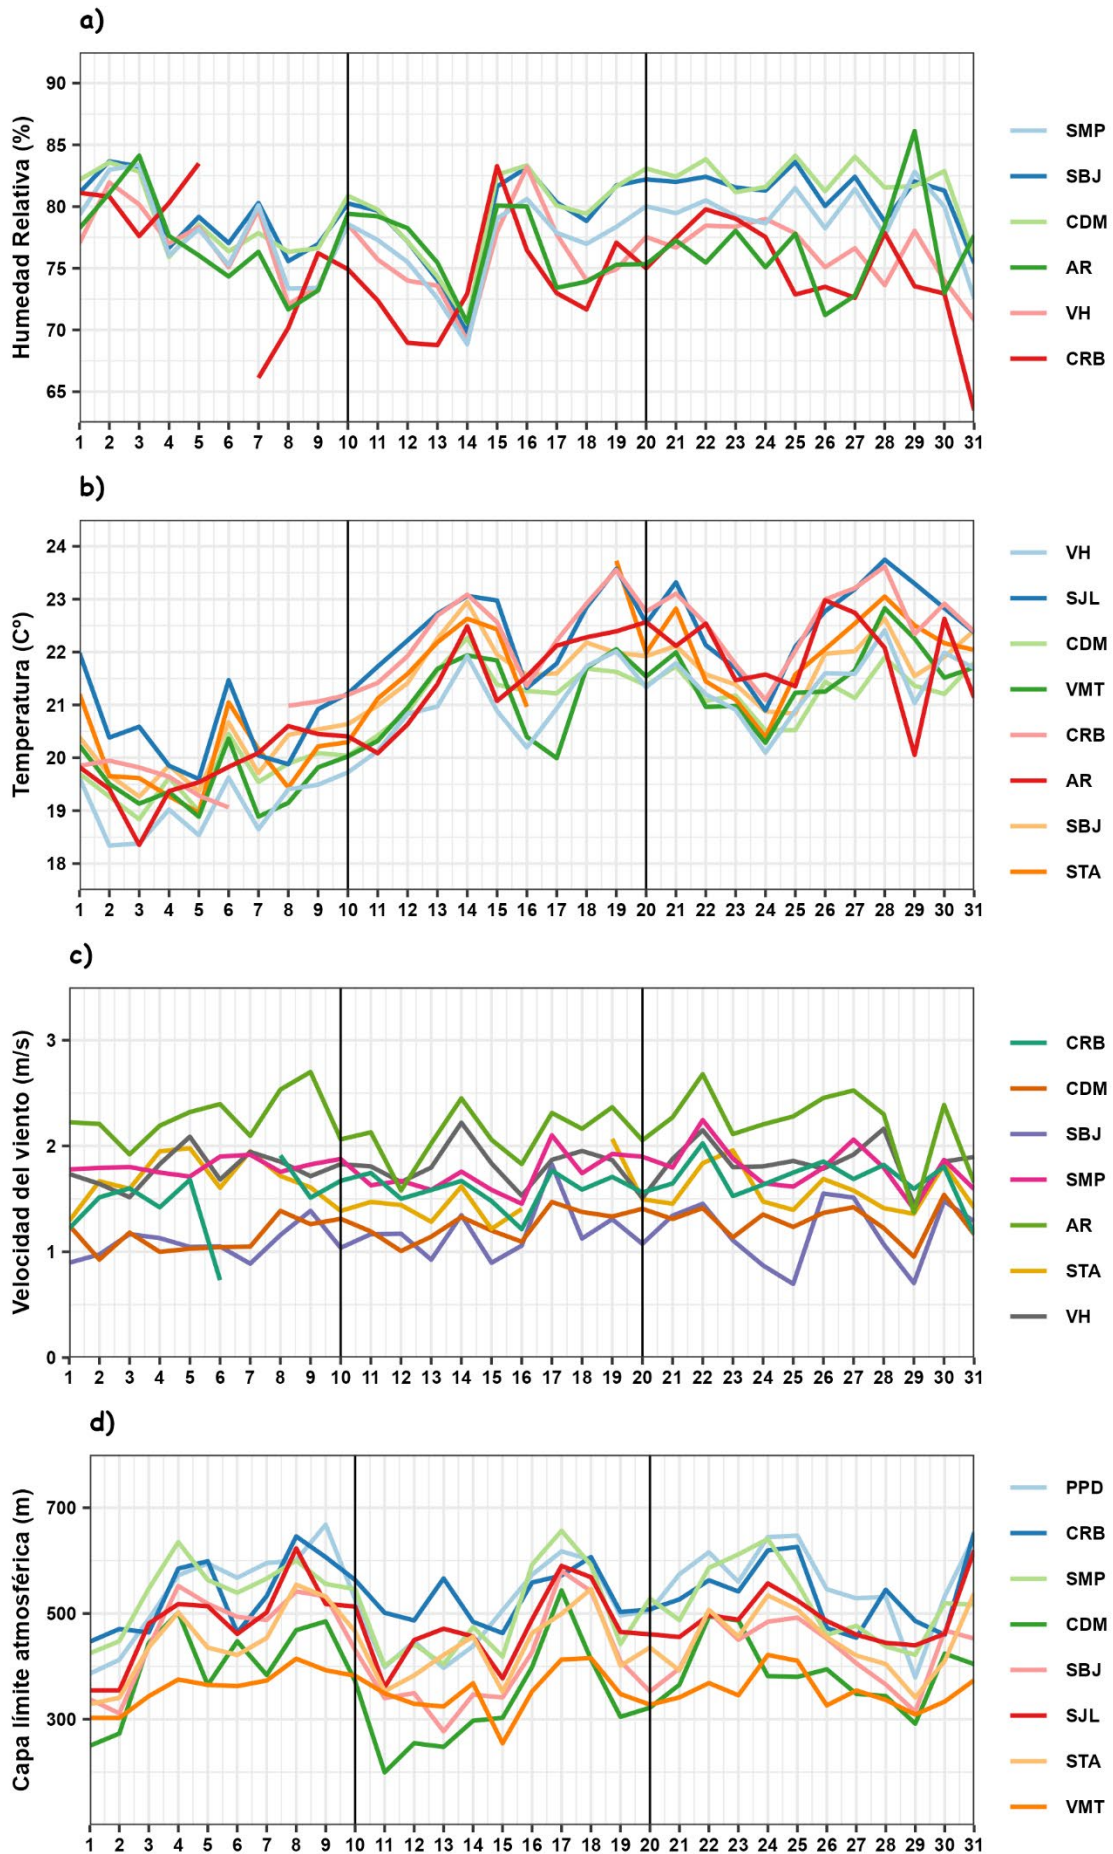 a)
Humedad Relativa (%)
90
85
80
75
70
65
1 2 3 4 5 6 7 8 9 10 11 12 13 14 15 16 17 18 19 20 21 22 23 24 25 26 27 28 29 30 31
SMP
SBJ
CDM
AR
VH
CRB
b)
Temperatura (C°)
24
23
22
21
20
19
18
1 2 3 4 5 6 7 8 9 10 11 12 13 14 15 16 17 18 19 20 21 22 23 24 25 26 27 28 29 30 31
VH
SJL
CDM
VMT
CRB
AR
SBJ
STA
c)
Velocidad del viento (m/s)
3
2
1
0
1 2 3 4 5 6 7 8 9 10 11 12 13 14 15 16 17 18 19 20 21 22 23 24 25 26 27 28 29 30 31
CRB
CDM
SBJ
SMP
AR
STA
VH
d)
Capa límite atmosférica (m)
700
500
300
1 2 3 4 5 6 7 8 9 10 11 12 13 14 15 16 17 18 19 20 21 22 23 24 25 26 27 28 29 30 31
PPD
CRB
SMP
CDM
SBJ
SJL
STA
VMT